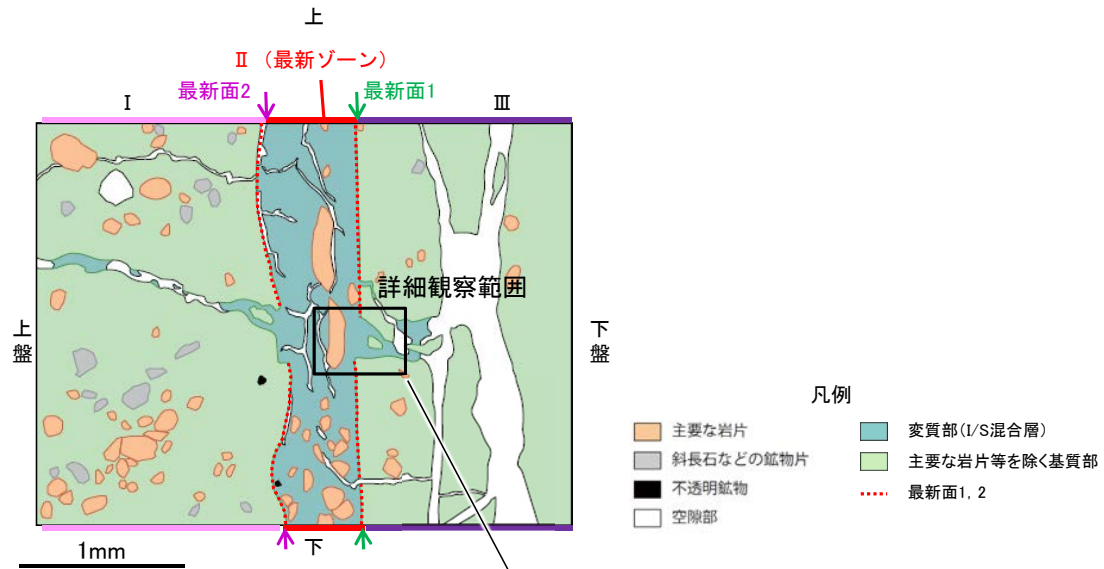 上
Ⅱ（最新ゾーン）
最新面2
最新面1
Ⅰ
Ⅲ
詳細観察範囲
上盤
下盤
下
1mm
凡例
主要な岩片
斜長石などの鉱物片
不透明鉱物
空隙部
変質部(I/S混合層)
主要な岩片等を除く基質部
最新面1, 2